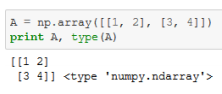 A = np.array([[1, 2], [3, 4]])
print A, type(A)
[[1 2]
 [3 4]] <type 'numpy.ndarray'>